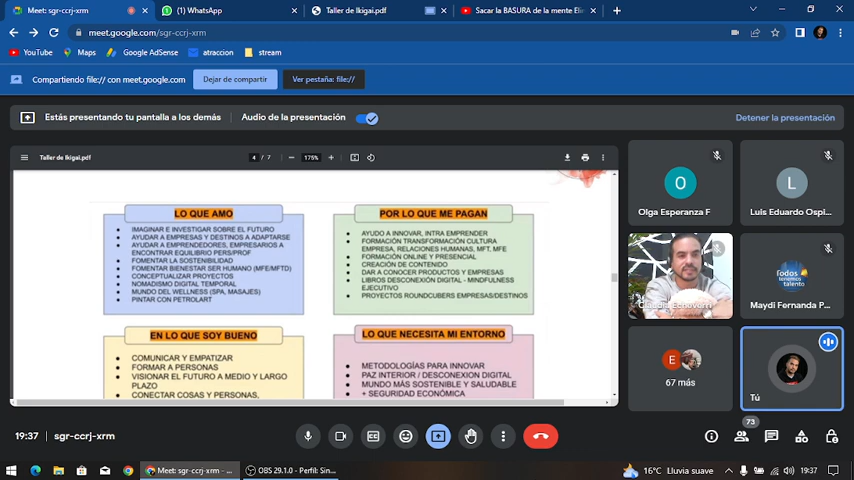 Meet: sgr-ccrj-xrm
(1) WhatsApp
Taller de Ikigai.pdf
Sacar la BASURA de la mente Eli
meet.google.com/sgr-ccrj-xrm
YouTube
Maps
Google AdSense
atraccion
stream
Compartiendo file:// con meet.google.com
Dejar de compartir
Ver pestaña: file://
Estás presentando tu pantalla a los demás
Audio de la presentación
Detener la presentación
Taller de Ikigai.pdf
4 / 7
175%
LO QUE AMO
IMAGINAR E INVESTIGAR SOBRE EL FUTURO
AYUDAR A EMPRESAS Y DESTINOS A ADAPTARSE
AYUDAR A EMPRENDEDORES, EMPRESARIOS A
ENCONTRAR EQUILIBRIO PERS/PROF
FOMENTAR LA SOSTENIBILIDAD
FOMENTAR BIENESTAR SER HUMANO (MFE/MFTD)
CONCEPTUALIZAR PROYECTOS
NOMADISMO DIGITAL TEMPORAL
MUNDO DEL WELLNESS (SPA, MASAJES)
PINTAR CON PETROLART
POR LO QUE ME PAGAN
AYUDO A INNOVAR, INTRA EMPRENDER
FORMACIÓN TRANSFORMACIÓN CULTURA
EMPRESA, RELACIONES HUMANAS, MFT, MFE
FORMACIÓN ONLINE Y PRESENCIAL
CREACIÓN DE CONTENIDO
DAR A CONOCER PRODUCTOS Y EMPRESAS
LIBROS DESCONEXIÓN DIGITAL - MINDFULNESS
EJECUTIVO
PROYECTOS ROUNDCUBERS EMPRESAS/DESTINOS
EN LO QUE SOY BUENO
COMUNICAR Y EMPATIZAR
FORMAR A PERSONAS
VISIONAR EL FUTURO A MEDIO Y LARGO
PLAZO
CONECTAR COSAS Y PERSONAS,
LO QUE NECESITA MI ENTORNO
METODOLOGÍAS PARA INNOVAR
PAZ INTERIOR / DESCONEXION DIGITAL
MUNDO MÁS SOSTENIBLE Y SALUDABLE
+ SEGURIDAD ECONÓMICA
O
Olga Esperanza F
L
Luis Eduardo Ospi...
Echeverri
Todos
tenemos
talento
Maydi Fernanda P...
E
67 más
Tú
19:37
sgr-ccrj-xrm
73
Meet: sgr-ccrj-xrm - ...
OBS 29.1.0 - Perfil: Sin...
16°C Lluvia suave
19:37